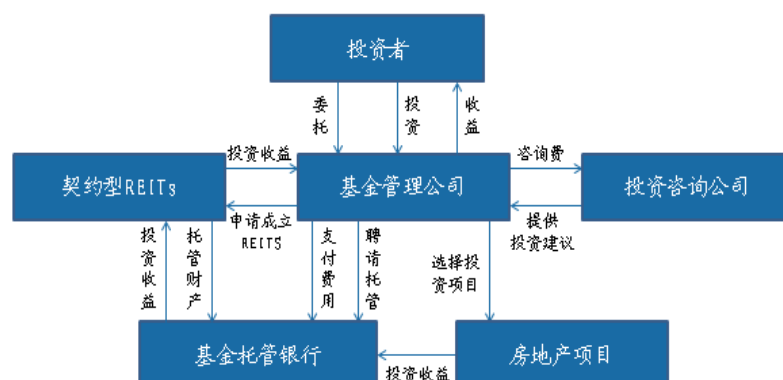 投资者
委托
投资
收益
投资收益
咨询费
契约型REITs
基金管理公司
投资咨询公司
申请成立
REITS
提供
投资建议
投资收益
托管财产
支付费用
聘请托管
选择投
资项目
基金托管银行
房地产项目
投资收益